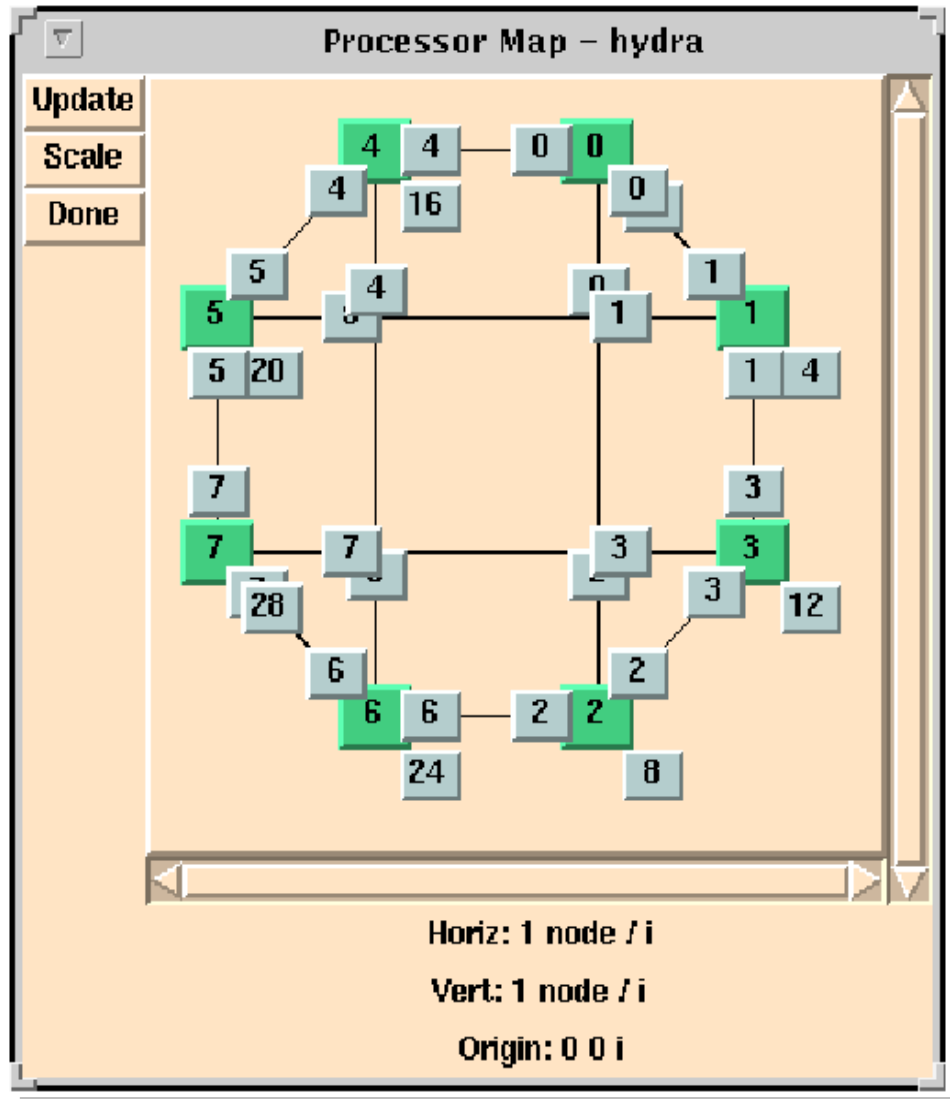 Processor Map – hydra
Update
Scale
Done
4 4 0 0
4 0
16
5 1
4
5 1 1
5 20 1 4
7 3
7 7 3 3
28 3 12
6 2
6 6 2 2
24 8
Horiz: 1 node / i
Vert: 1 node / i
Origin: 0 0 i